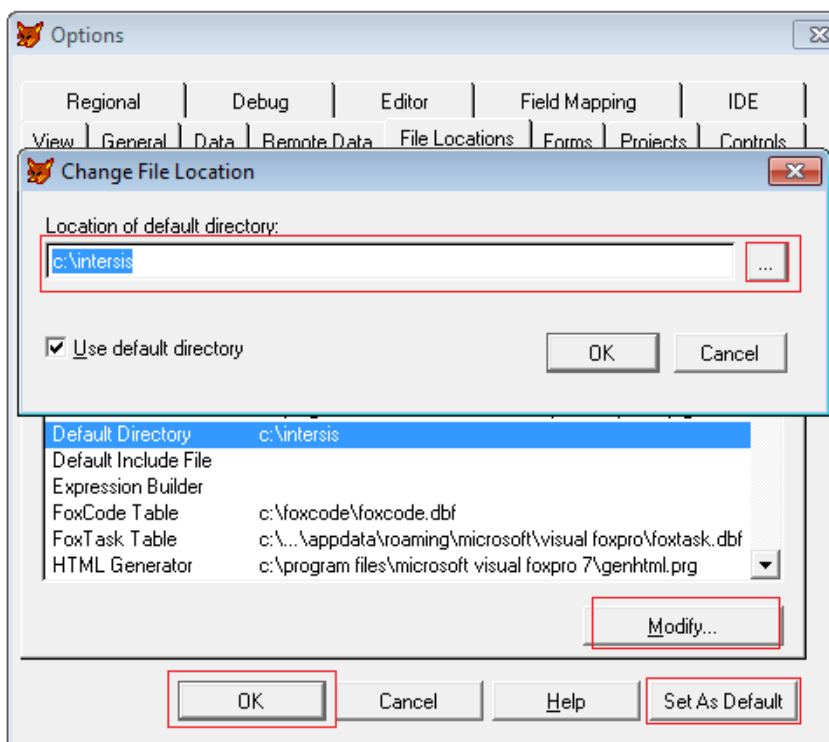 Options
Regional Debug Editor Field Mapping IDE
View General Data Remote Data File Locations Forms Projects Controls
Change File Location
Location of default directory:
c:\intersis ...
Use default directory OK Cancel
Default Directory c:\intersis
Default Include File
Expression Builder
FoxCode Table c:\foxcode\foxcode.dbf
FoxTask Table c:\...\appdata\roaming\microsoft\visual foxpro\foxtask.dbf
HTML Generator c:\program files\microsoft visual foxpro 7\genhtml.prg
Modify...
OK Cancel Help Set As Default